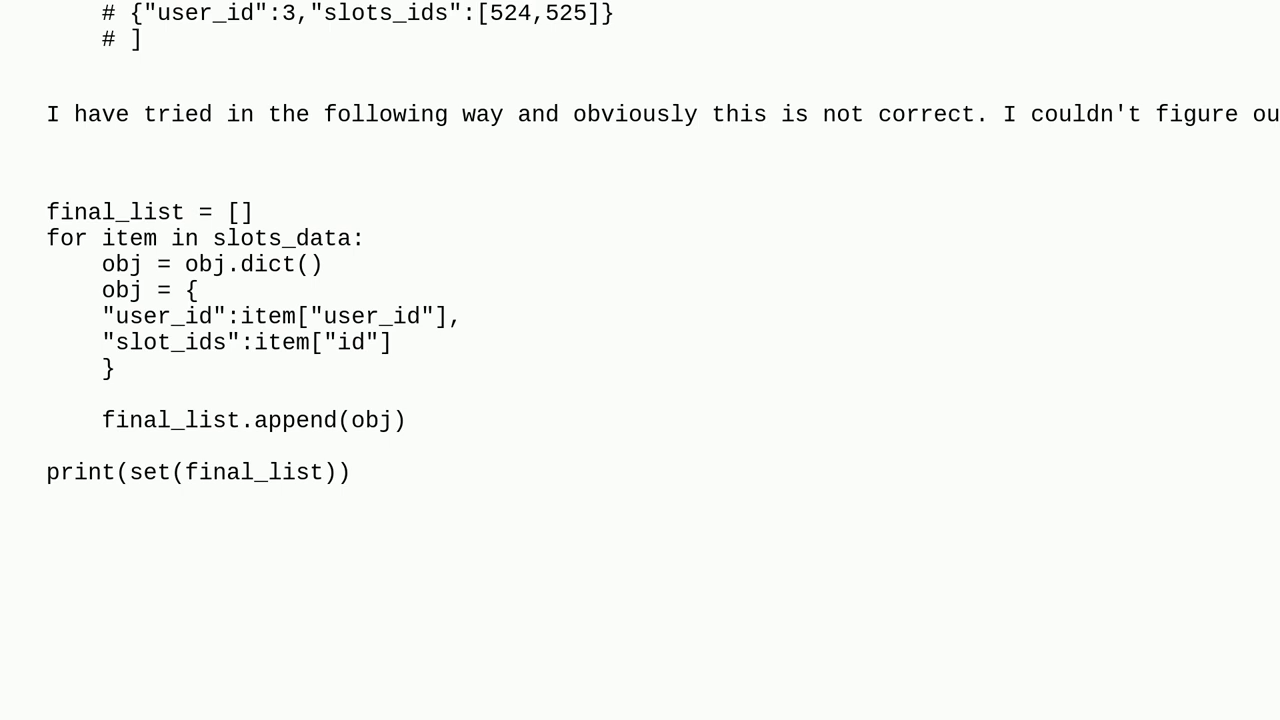 # {"user_id":3,"slots_ids":[524,525]}
# ]
I have tried in the following way and obviously this is not correct. I couldn't figure ou
final_list = []
for item in slots_data:
    obj = obj.dict()
    obj = {
    "user_id":item["user_id"],
    "slot_ids":item["id"]
    }
    final_list.append(obj)
print(set(final_list))